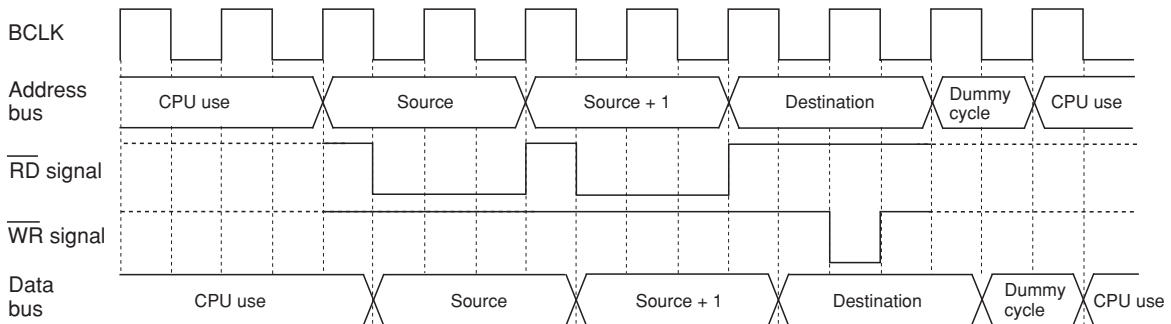 BCLK
Address
bus
CPU use Source Source + 1 Destination Dummy
cycle CPU use
RD signal
WR signal
Data
bus
CPU use Source Source + 1 Destination Dummy
cycle CPU use